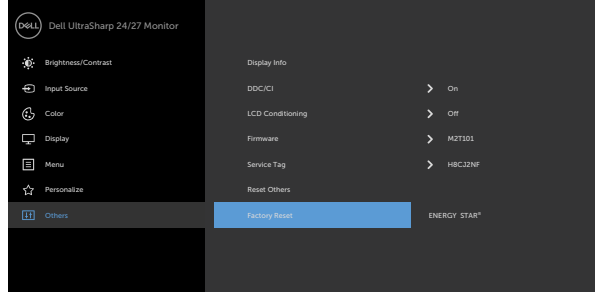 DELL
Dell UltraSharp 24/27 Monitor
Brightness/Contrast
Display Info
Input Source
DDC/CI
On
Color
LCD Conditioning
Off
Display
Firmware
M2T101
Menu
Service Tag
H8CJ2NF
Personalize
Reset Others
Others
Factory Reset
ENERGY STAR®